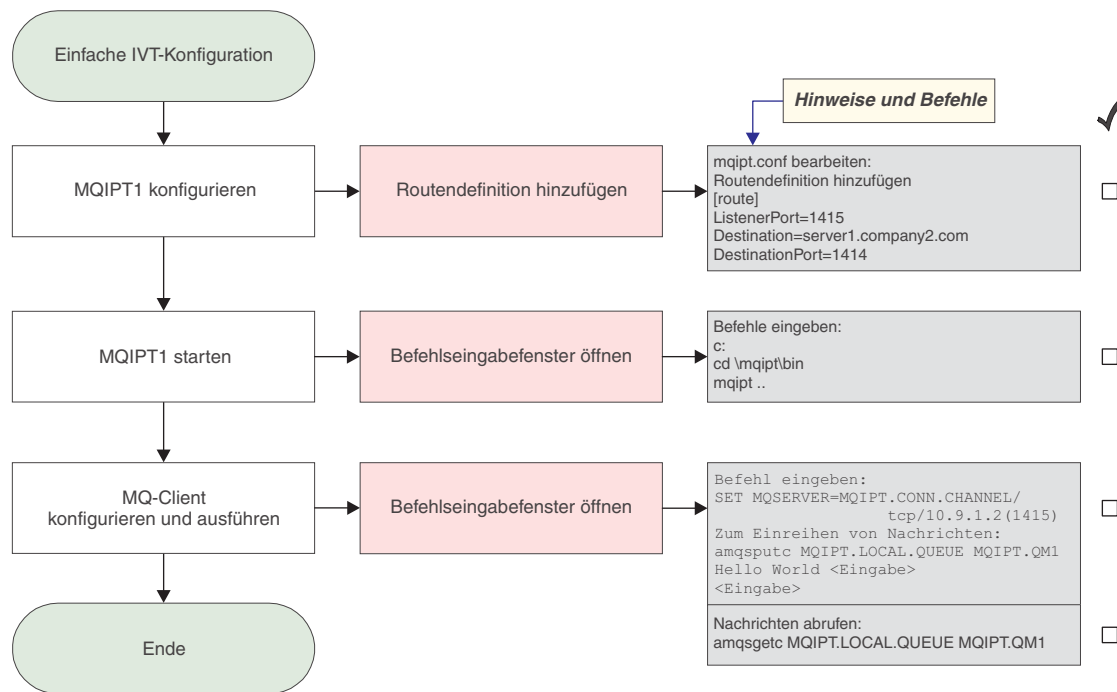 Einfache IVT-Konfiguration
Hinweise und Befehle
MQIPT1 konfigurieren
Routendefinition hinzufügen
mqipt.conf bearbeiten:
Routendefinition hinzufügen
[route]
ListenerPort=1415
Destination=server1.company2.com
DestinationPort=1414
MQIPT1 starten
Befehlseingabefenster öffnen
Befehle eingeben:
c:
cd \mqipt\bin
mqipt ..
MQ-Client
konfigurieren und ausführen
Befehlseingabefenster öffnen
Befehl eingeben:
SET MQSERVER=MQIPT.CONN.CHANNEL/
tcp/10.9.1.2(1415)
Zum Einreihen von Nachrichten:
amqsputc MQIPT.LOCAL.QUEUE MQIPT.QM1
Hello World <Eingabe>
<Eingabe>
Nachrichten abrufen:
amqsgetc MQIPT.LOCAL.QUEUE MQIPT.QM1
Ende